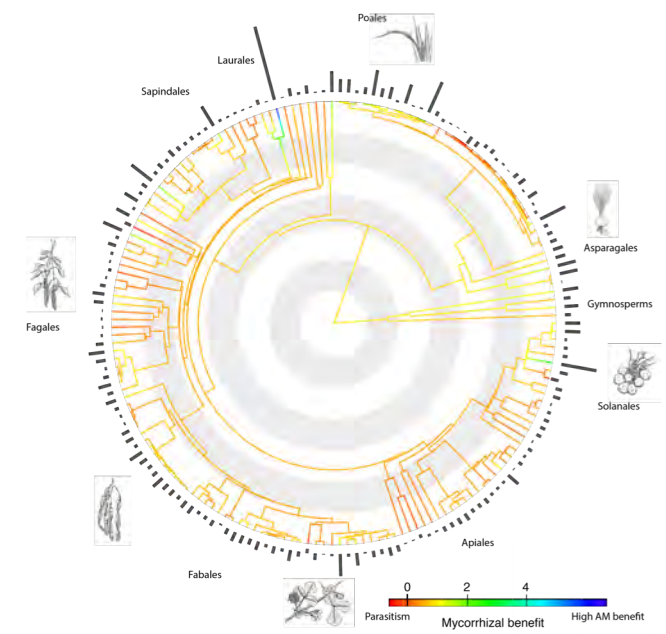 Poales
Laurales
Sapindales
Asparagales
Gymnosperms
Fagales
Solanales
Apiales
Fabales
0 2 4
Parasitism High AM benefit
Mycorrhizal benefit